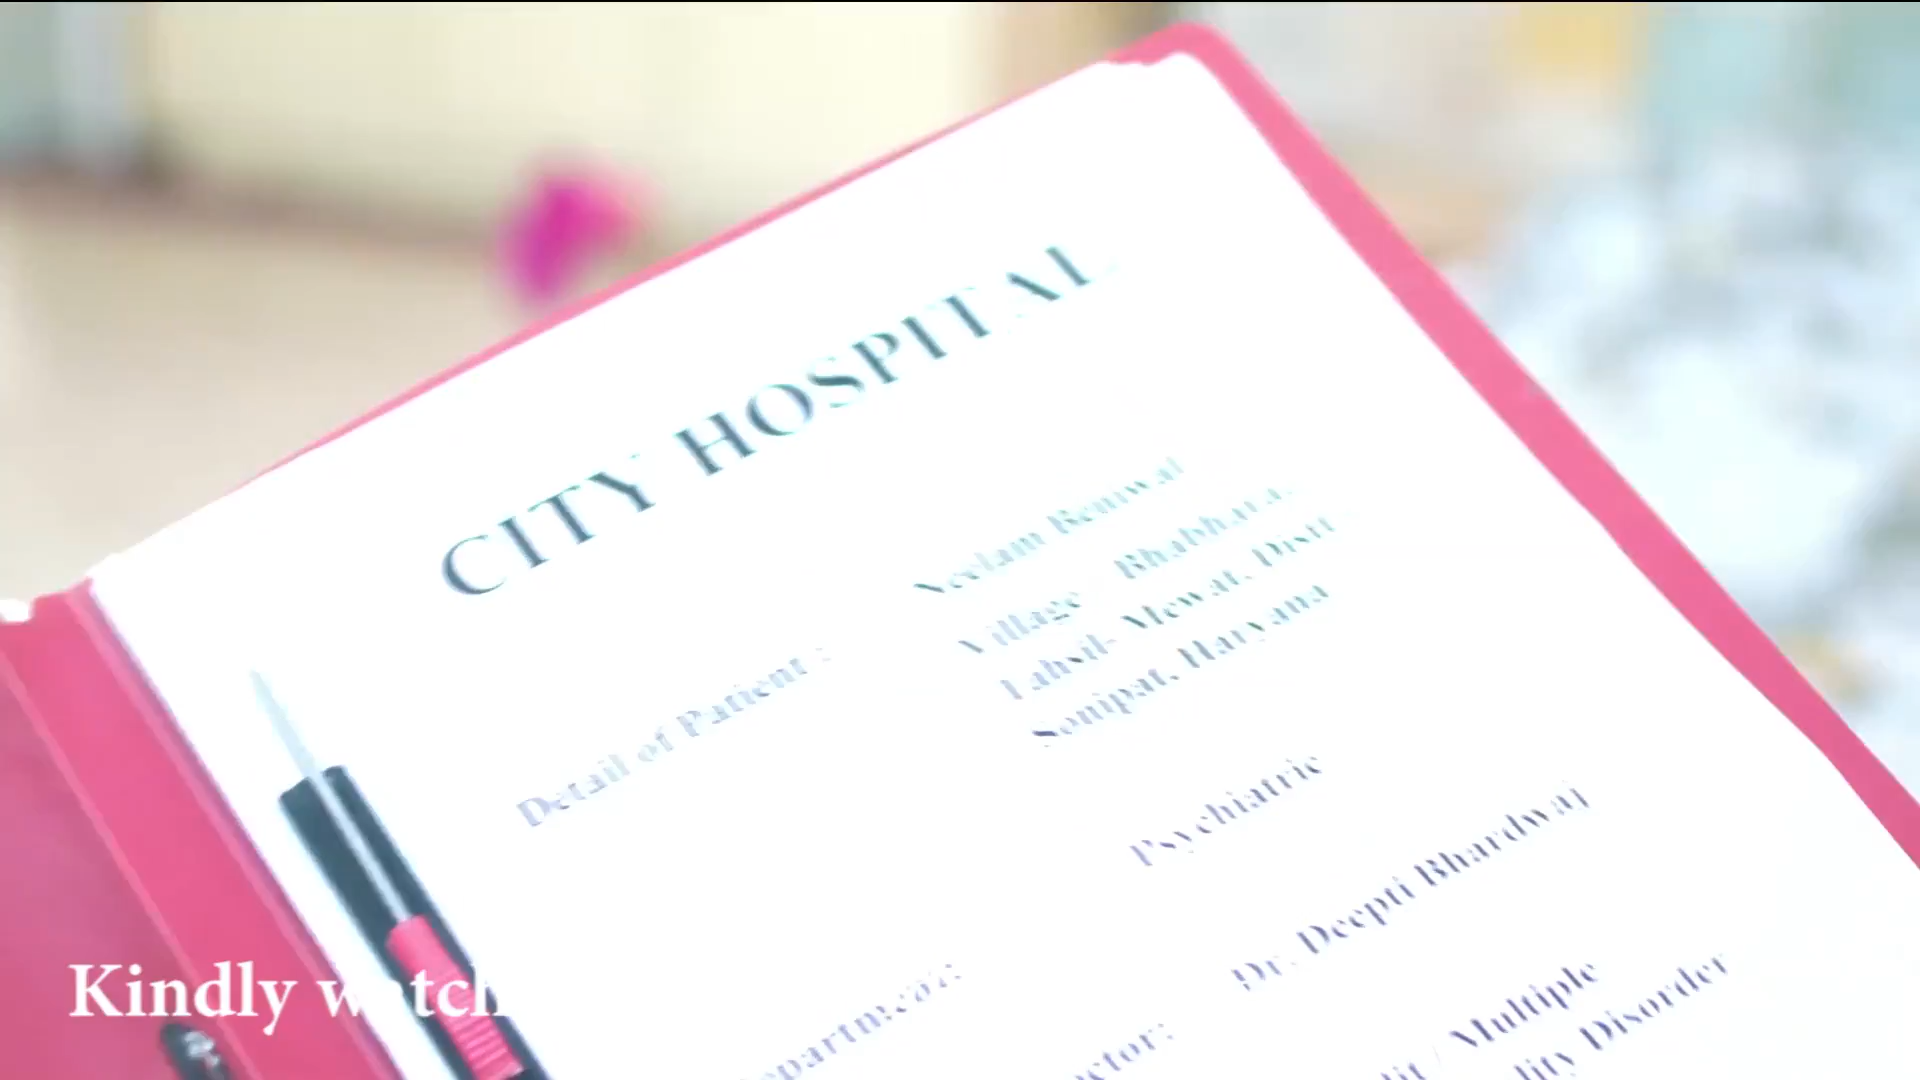 CITY HOSPITAL
Detail of Patient :
Neelam Beniwal
Village - Bhabhara,
Tahsil- Mewat, Distt -
Sonipat, Haryana
Psychiatric
Dr. Deepti Bhardwaj
Multiple
Disorder
Kindly watch